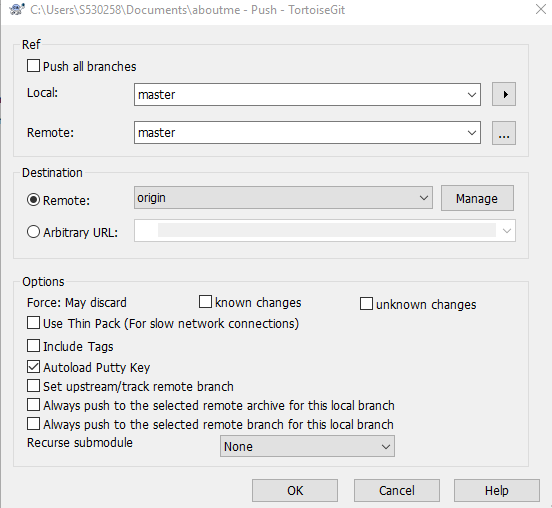 C:\Users\S530258\Documents\aboutme - Push - TortoiseGit
Ref
Push all branches
Local: master
Remote: master ...
Destination
Remote: origin Manage
Arbitrary URL:
Options
Force: May discard known changes unknown changes
Use Thin Pack (For slow network connections)
Include Tags
Autoload Putty Key
Set upstream/track remote branch
Always push to the selected remote archive for this local branch
Always push to the selected remote branch for this local branch
Recurse submodule None
OK Cancel Help